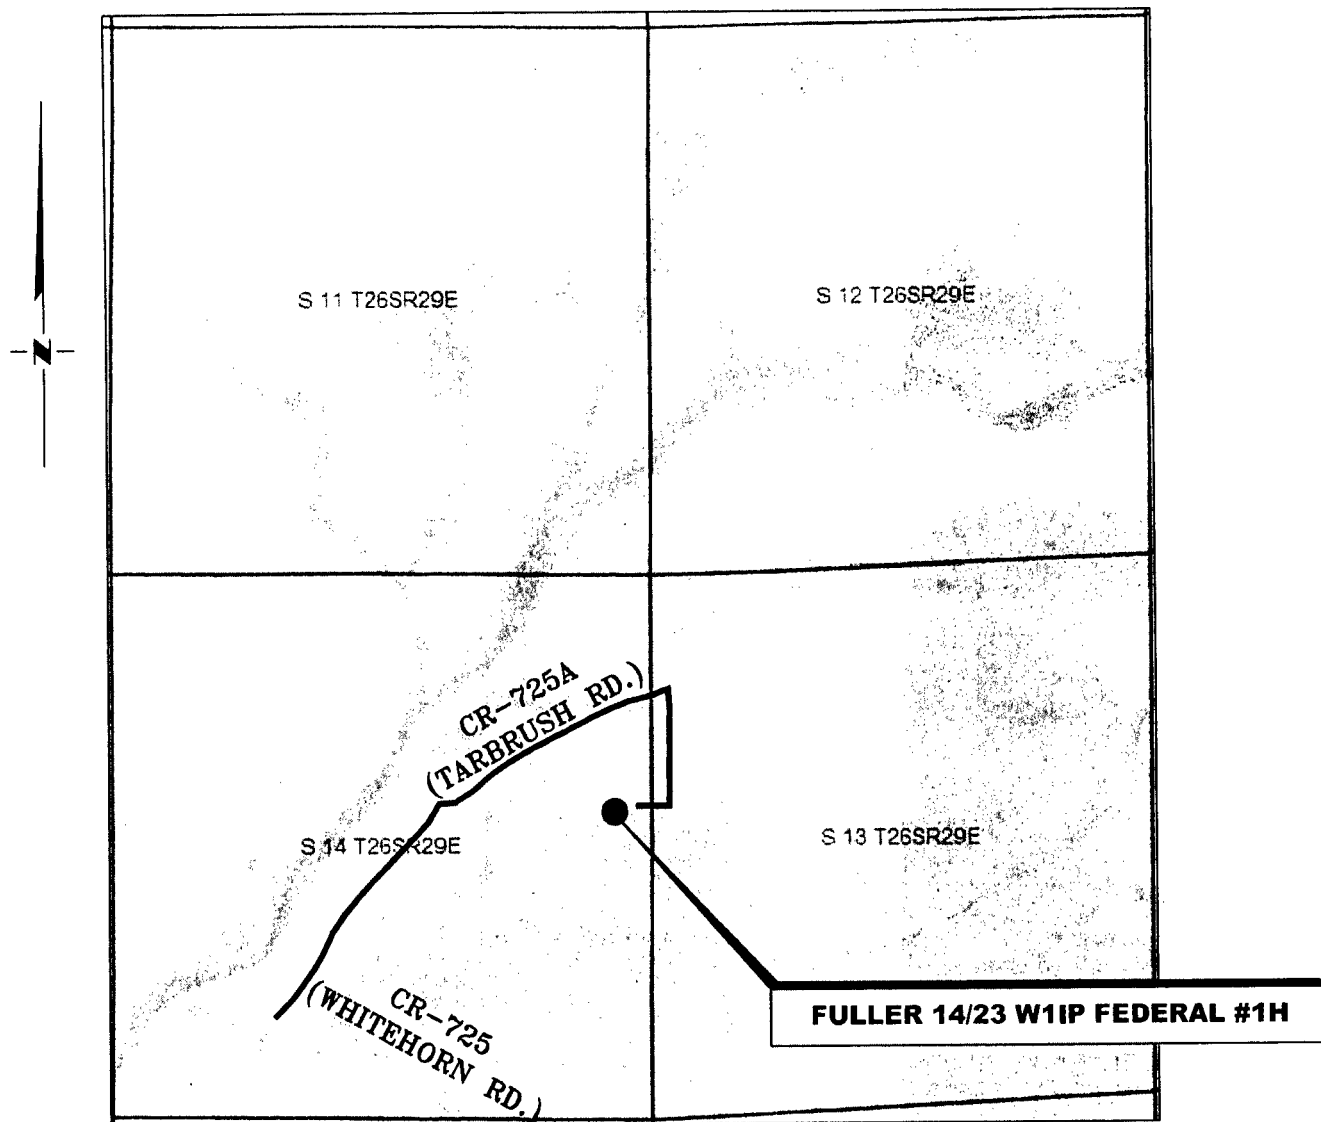 S 11 T26SR29E
S 12 T26SR29E
N
CR-725A
(TARBRUSH RD.)
S 14 T26SR29E
S 13 T26SR29E
CR-725
(WHITEHORN RD.)
FULLER 14/23 W1IP FEDERAL #1H